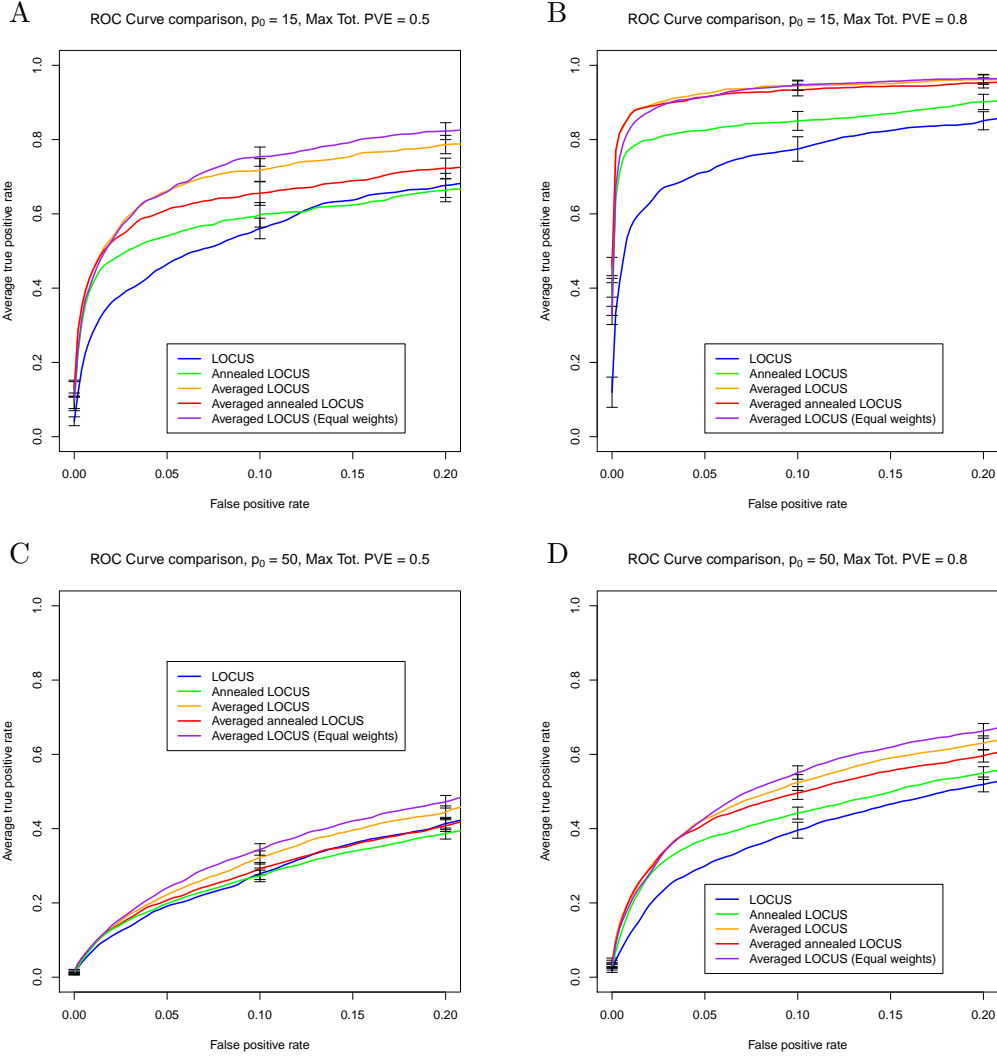 A
ROC Curve comparison, p₀ = 15, Max Tot. PVE = 0.5
Average true positive rate
1.0
0.8
0.6
0.4
0.2
0.0
LOCUS
Annealed LOCUS
Averaged LOCUS
Averaged annealed LOCUS
Averaged LOCUS (Equal weights)
0.00 0.05 0.10 0.15 0.20
False positive rate
B
ROC Curve comparison, p₀ = 15, Max Tot. PVE = 0.8
Average true positive rate
1.0
0.8
0.6
0.4
0.2
0.0
LOCUS
Annealed LOCUS
Averaged LOCUS
Averaged annealed LOCUS
Averaged LOCUS (Equal weights)
0.00 0.05 0.10 0.15 0.20
False positive rate
C
ROC Curve comparison, p₀ = 50, Max Tot. PVE = 0.5
Average true positive rate
1.0
0.8
0.6
0.4
0.2
0.0
LOCUS
Annealed LOCUS
Averaged LOCUS
Averaged annealed LOCUS
Averaged LOCUS (Equal weights)
0.00 0.05 0.10 0.15 0.20
False positive rate
D
ROC Curve comparison, p₀ = 50, Max Tot. PVE = 0.8
Average true positive rate
1.0
0.8
0.6
0.4
0.2
0.0
LOCUS
Annealed LOCUS
Averaged LOCUS
Averaged annealed LOCUS
Averaged LOCUS (Equal weights)
0.00 0.05 0.10 0.15 0.20
False positive rate